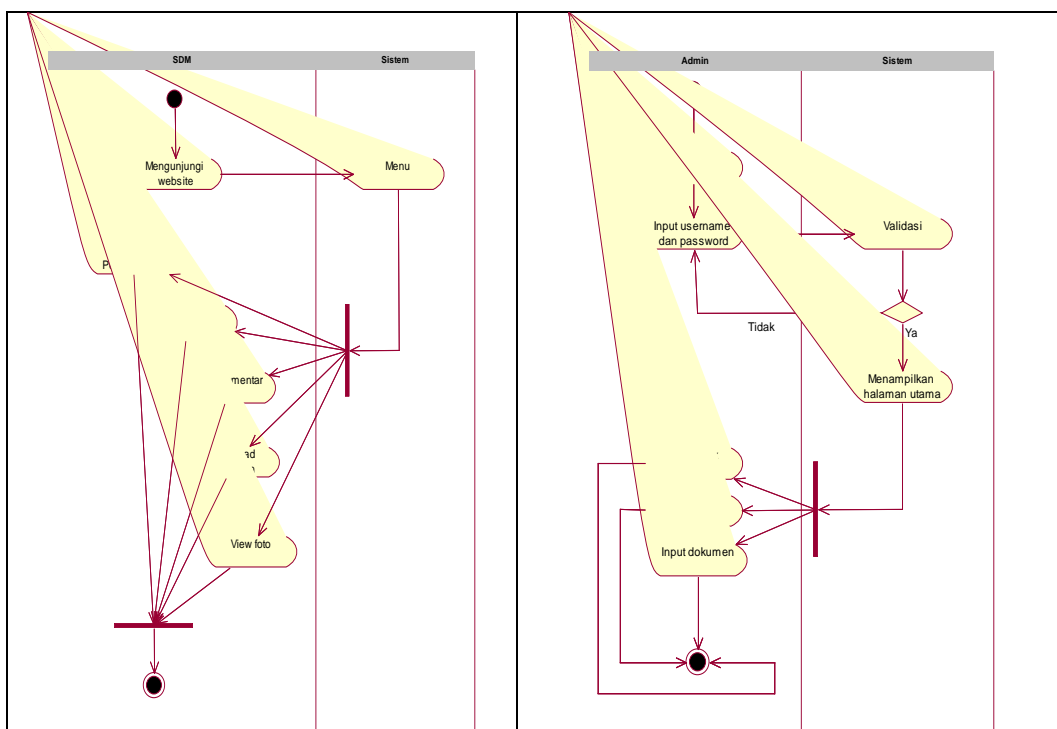 SDM
Sistem
Mengunjungi
website
Menu
View foto
Admin
Sistem
Input username
dan password
Validasi
Tidak
Ya
Menampilkan
halaman utama
Input dokumen